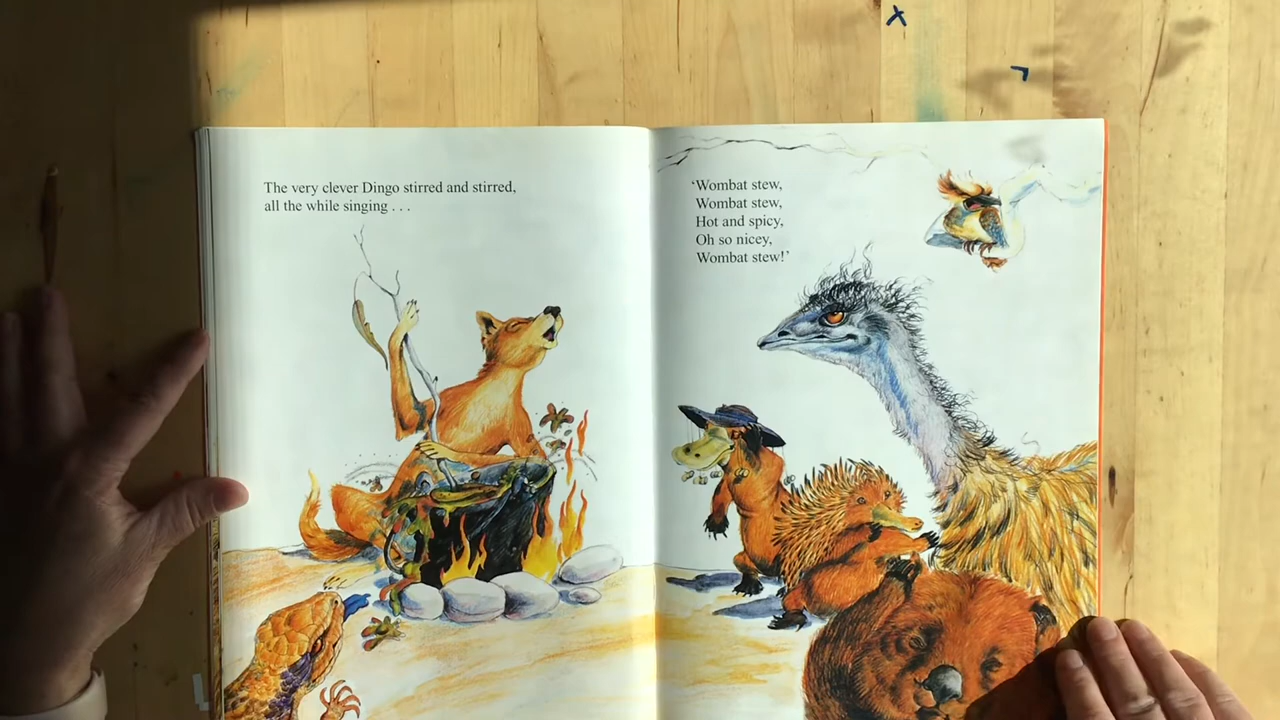 The very clever Dingo stirred and stirred,
all the while singing . . .
‘Wombat stew,
Wombat stew,
Hot and spicy,
Oh so nicey,
Wombat stew!’